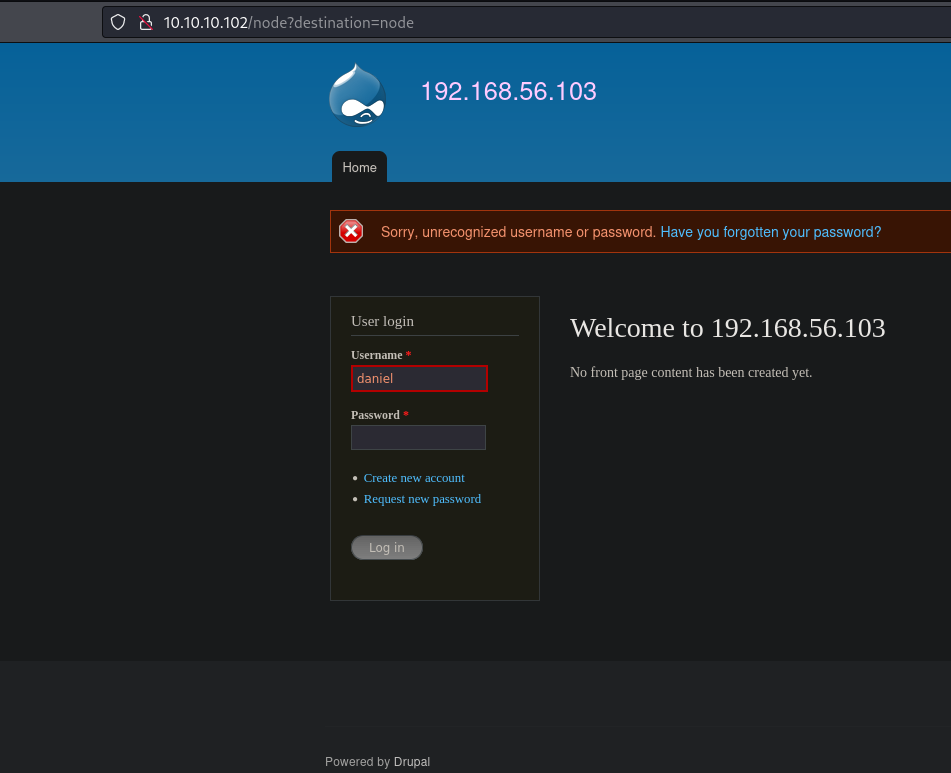 10.10.10.102/node?destination=node
192.168.56.103
Home
Sorry, unrecognized username or password. Have you forgotten your password?
User login
Username *
daniel
Password *
Create new account
Request new password
Log in
Welcome to 192.168.56.103
No front page content has been created yet.
Powered by Drupal